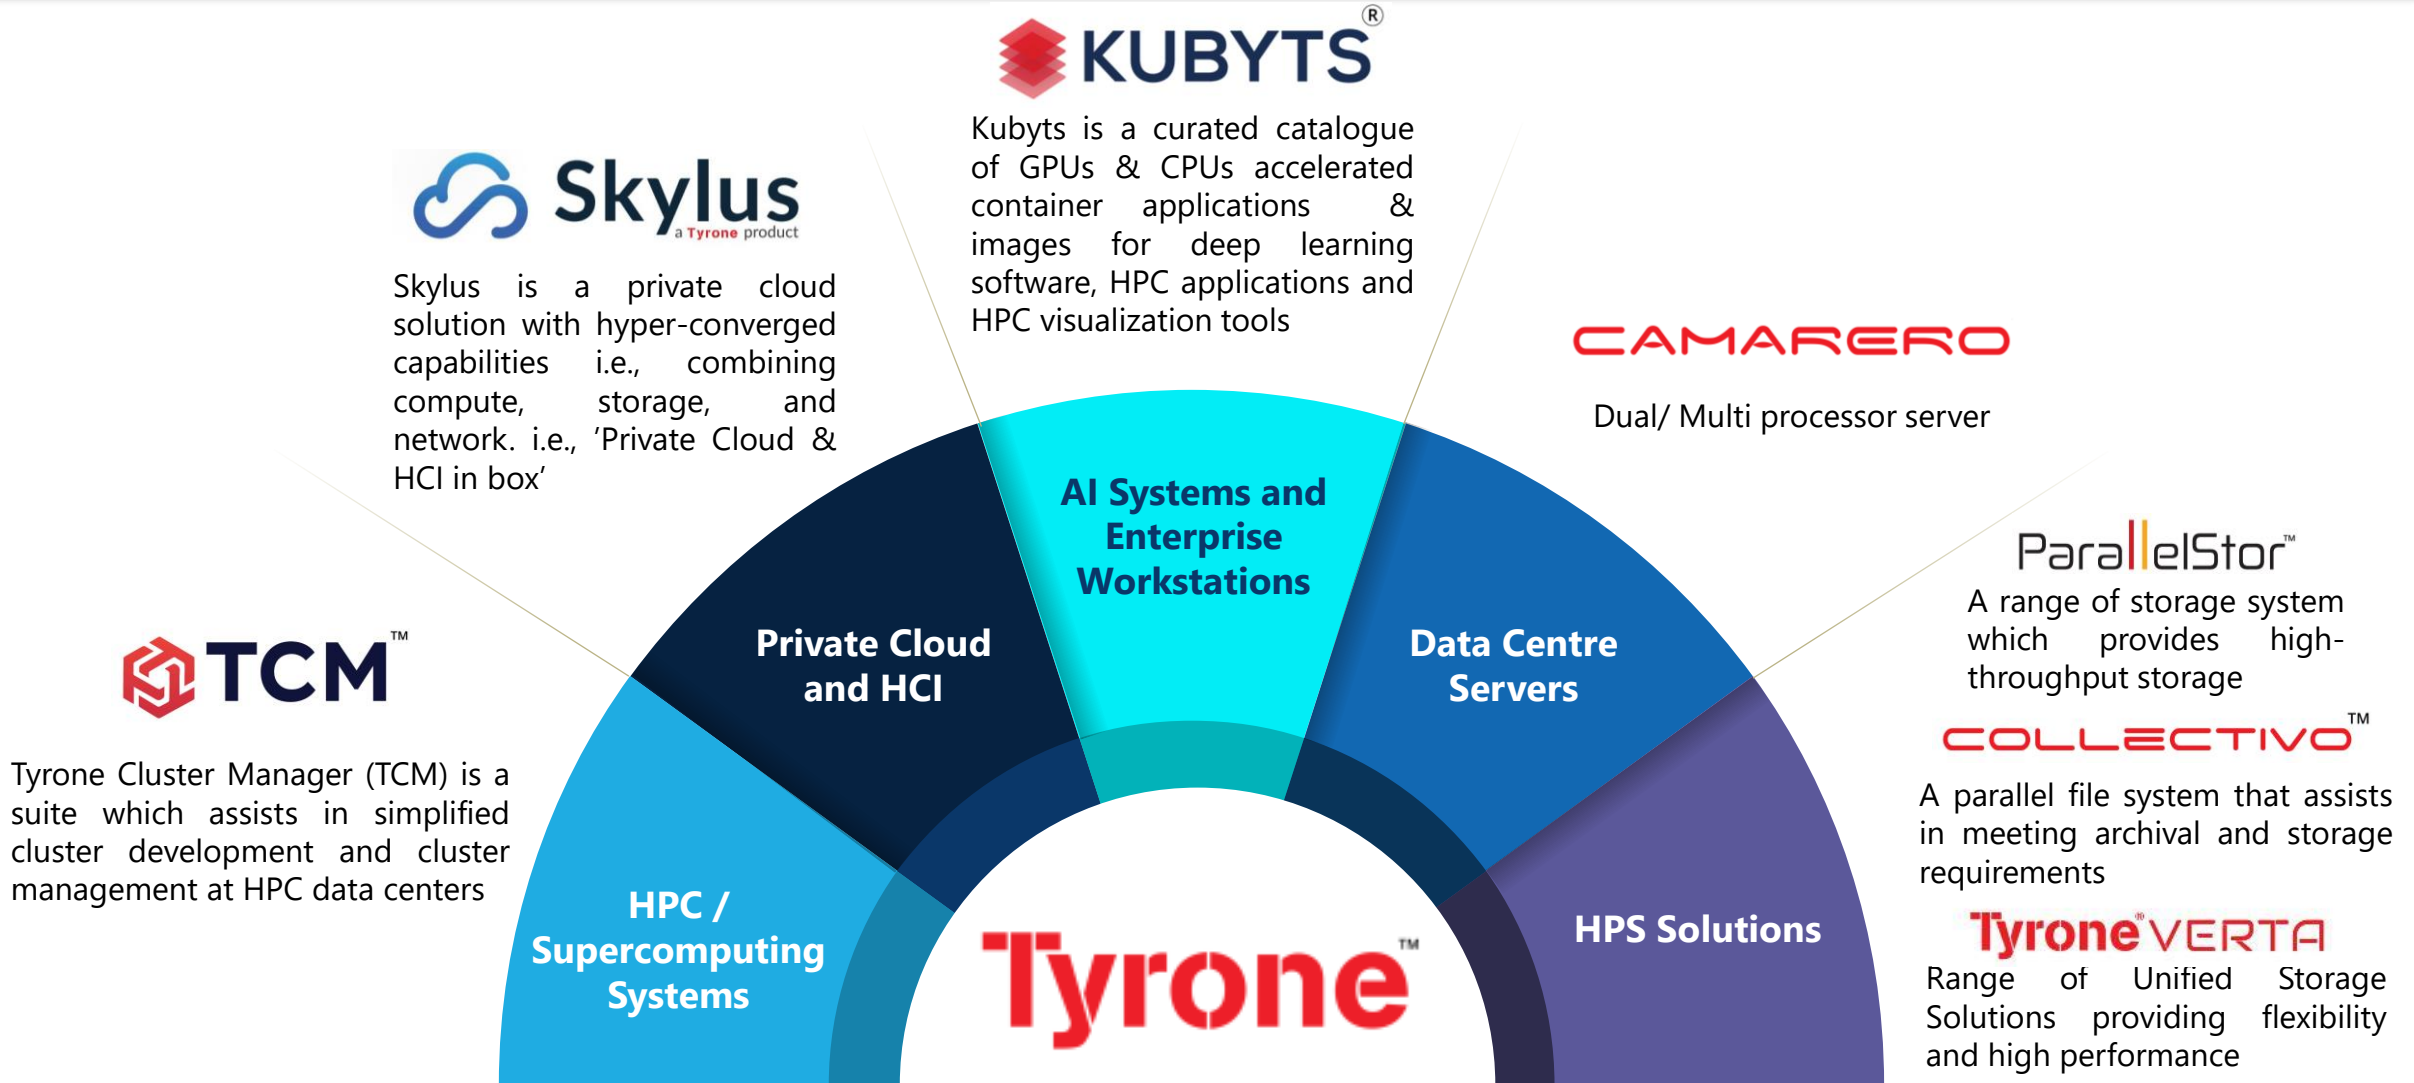 KUBYTS®
Kubyts is a curated catalogue
of GPUs & CPUs accelerated
container applications &
images for deep learning
software, HPC applications and
HPC visualization tools
Skylus
a Tyrone product
Skylus is a private cloud
solution with hyper-converged
capabilities i.e., combining
compute, storage, and
network. i.e., ’Private Cloud &
HCI in box’
CAMARERO
Dual/ Multi processor server
TCM™
Tyrone Cluster Manager (TCM) is a
suite which assists in simplified
cluster development and cluster
management at HPC data centers
ParallelStor™
A range of storage system
which provides high-
throughput storage
COLLECTIVO™
A parallel file system that assists
in meeting archival and storage
requirements
Tyrone® VERTA
Range of Unified Storage
Solutions providing flexibility
and high performance
HPC /
Supercomputing
Systems
Private Cloud
and HCI
AI Systems and
Enterprise
Workstations
Data Centre
Servers
HPS Solutions
Tyrone™